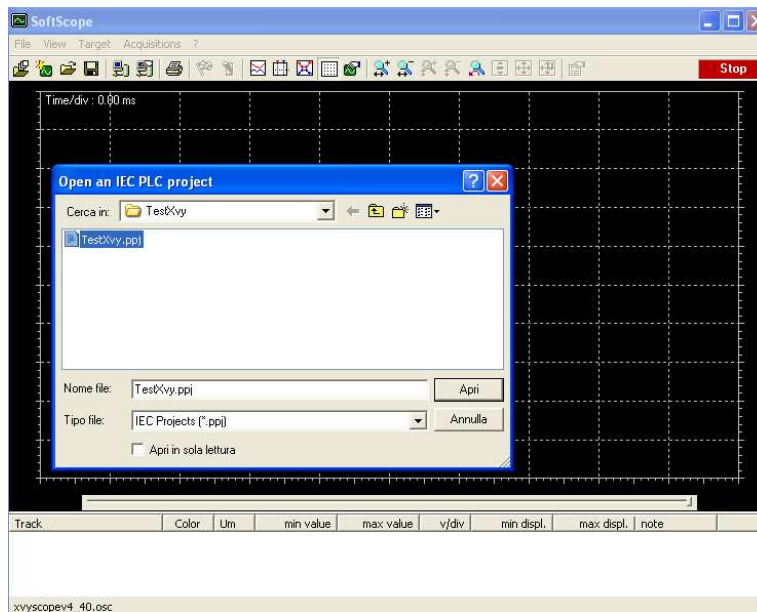 SoftScope
File View Target Acquisitions ?
Stop
Time/div : 0.00 ms
Open an IEC PLC project
Cerca in: TestXvy
TestXvy.ppj
Nome file: TestXvy.ppj Apri
Tipo file: IEC Projects (*.ppj) Annulla
Apri in sola lettura
Track Color Um min value max value v/div min displ. max displ. note
xvyscopev4_40.osc